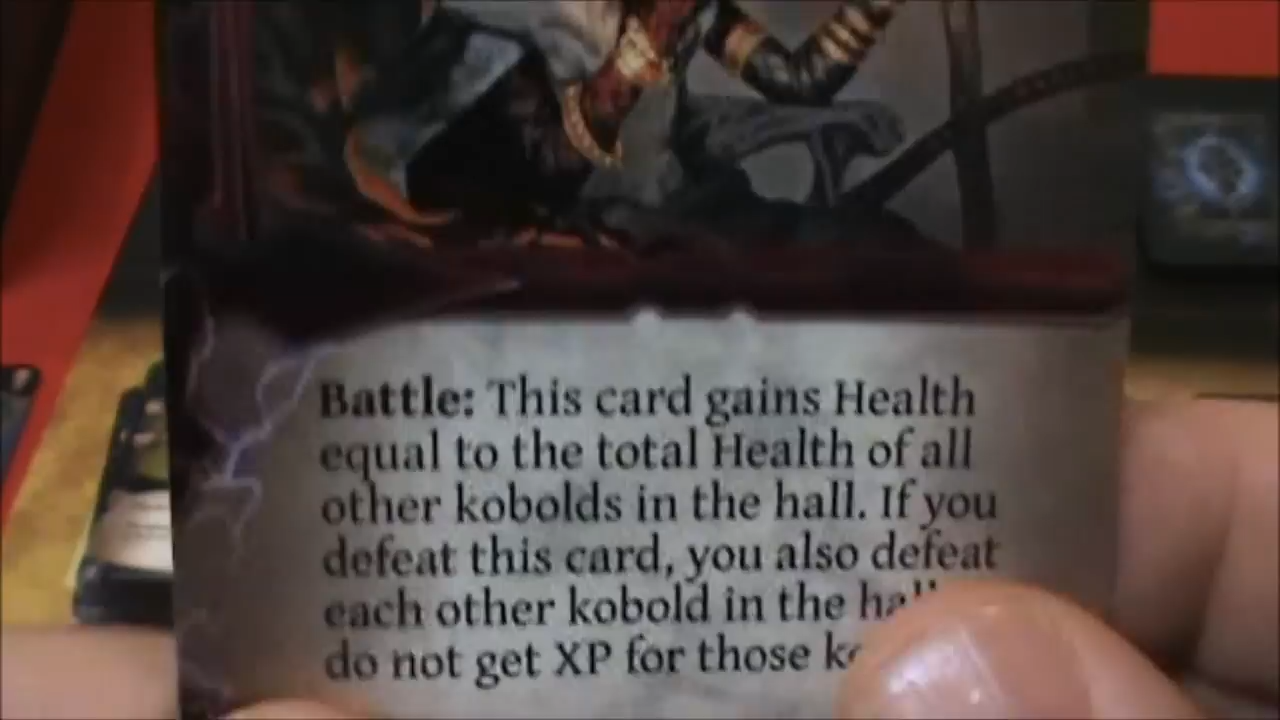 Battle: This card gains Health
equal to the total Health of all
other kobolds in the hall. If you
defeat this card, you also defeat
each other kobold in the
do not get XP for those